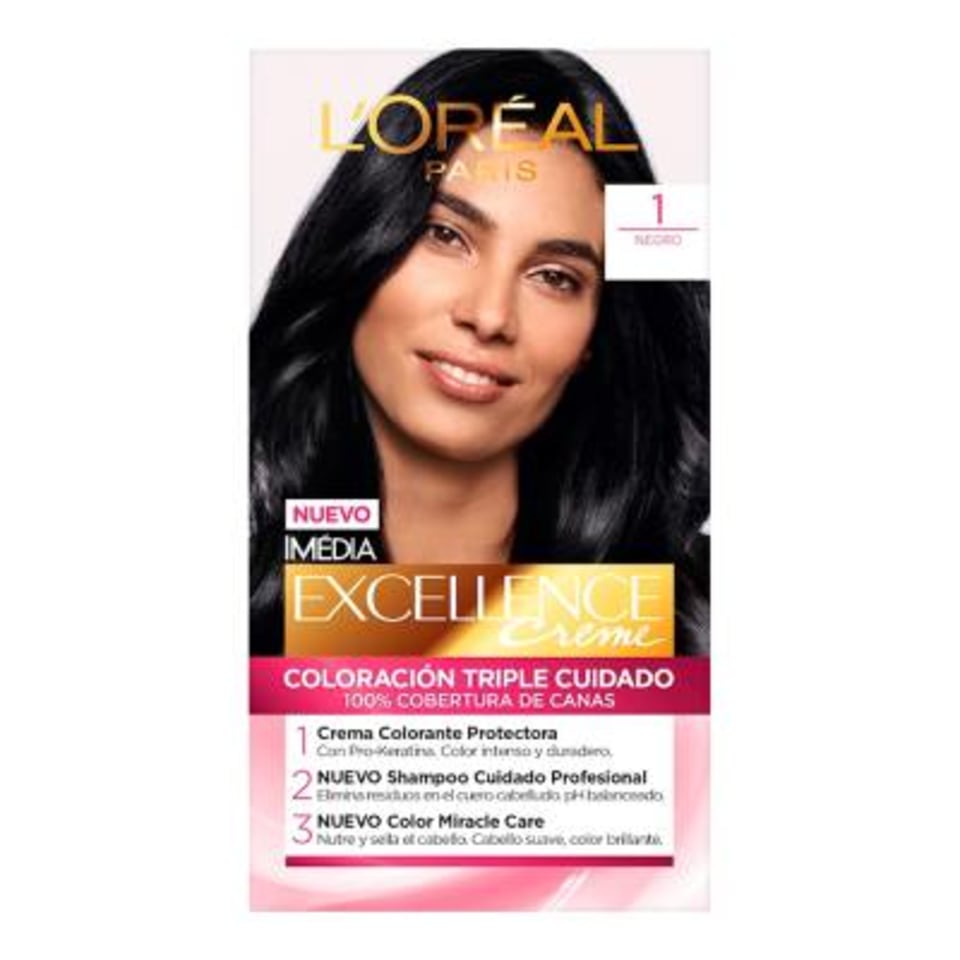 L'ORÉAL
PARIS
1
NEGRO
NUEVO
IMÉDIA
EXCELLENCE
Creme
COLORACIÓN TRIPLE CUIDADO
100% COBERTURA DE CANAS
1 Crema Colorante Protectora
Con Pro-Keratina. Color intenso y duradero.
2 NUEVO Shampoo Cuidado Profesional
Elimina residuos en el cuero cabelludo. pH balanceado.
3 NUEVO Color Miracle Care
Nutre y sella el cabello. Cabello suave, color brillante.